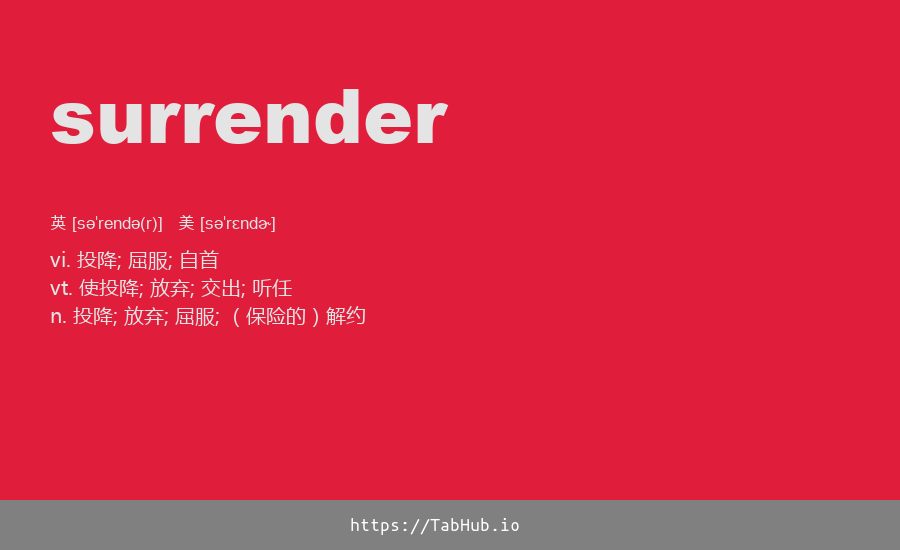 surrender
英 [sə'rendə(r)] 美 [sə'rɛndɚ]
vi. 投降; 屈服; 自首
vt. 使投降; 放弃; 交出; 听任
n. 投降; 放弃; 屈服; （保险的）解约
https://TabHub.io